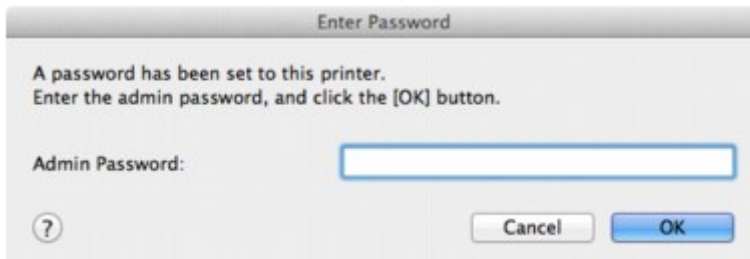 Enter Password
A password has been set to this printer.
Enter the admin password, and click the [OK] button.
Admin Password:
?
Cancel
OK